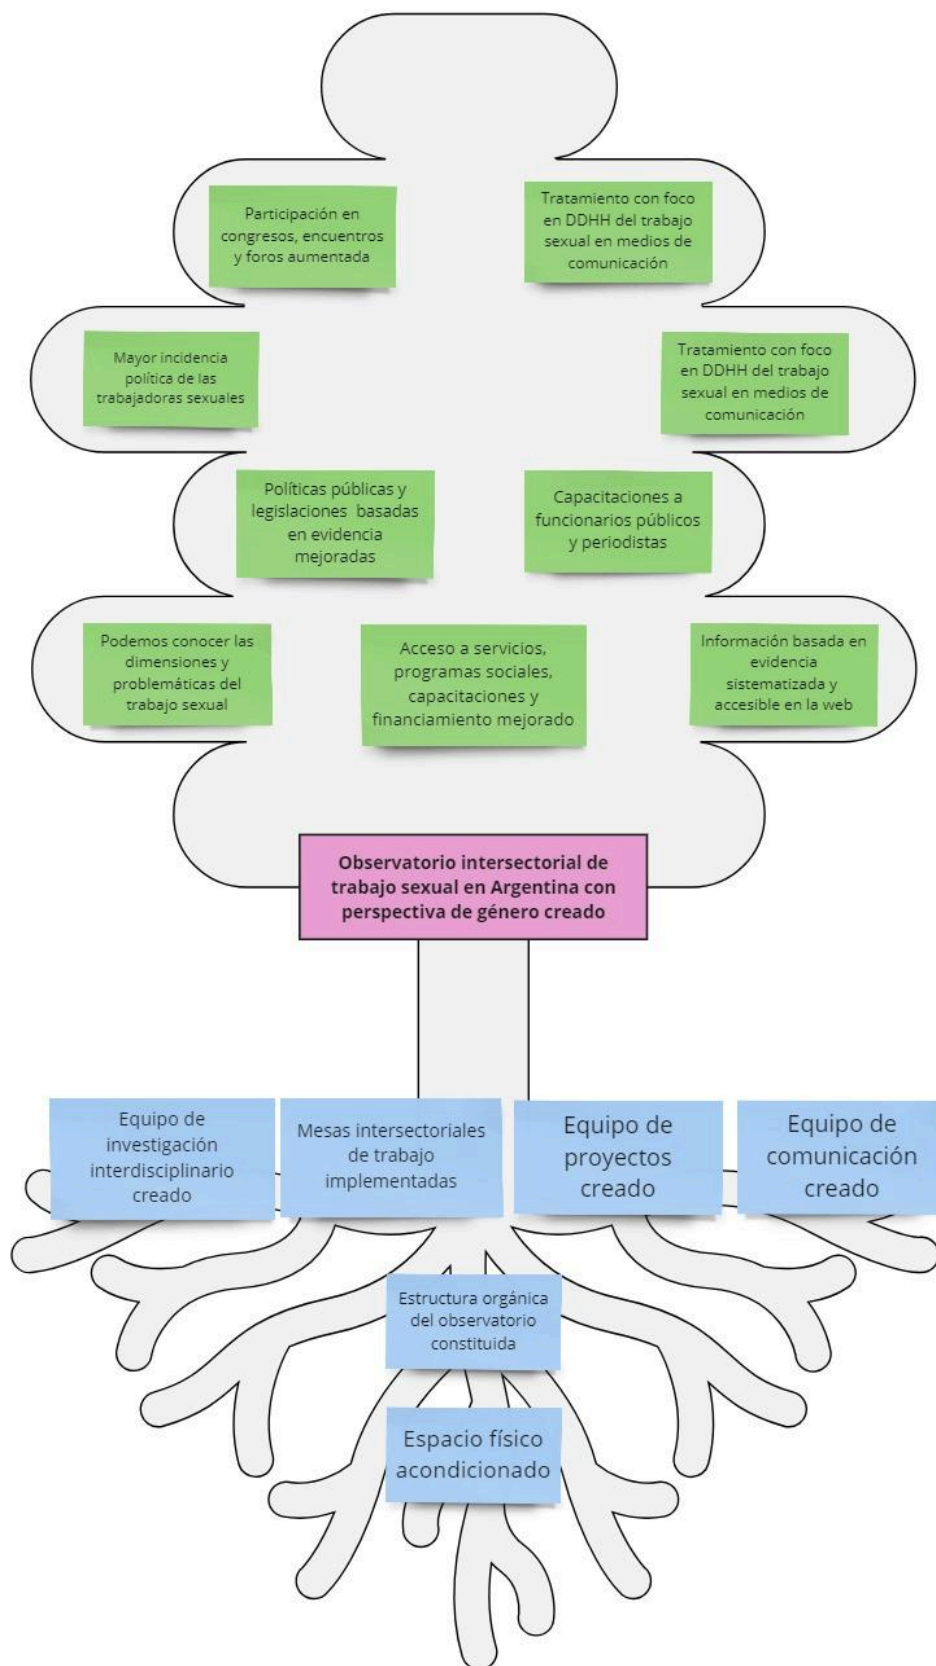 Participación en
congresos, encuentros
y foros aumentada
Tratamiento con foco
en DDHH del trabajo
sexual en medios de
comunicación
Mayor incidencia
política de las
trabajadoras sexuales
Tratamiento con foco
en DDHH del trabajo
sexual en medios de
comunicación
Políticas públicas y
legislaciones basadas
en evidencia
mejoradas
Capacitaciones a
funcionarios públicos
y periodistas
Podemos conocer las
dimensiones y
problemáticas del
trabajo sexual
Acceso a servicios,
programas sociales,
capacitaciones y
financiamiento mejorado
Información basada en
evidencia
sistematizada y
accesible en la web
Observatorio intersectorial de
trabajo sexual en Argentina con
perspectiva de género creado
Equipo de
investigación
interdisciplinario
creado
Mesas intersectoriales
de trabajo
implementadas
Equipo de
proyectos
creado
Equipo de
comunicación
creado
Estructura orgánica
del observatorio
constituida
Espacio físico
acondicionado